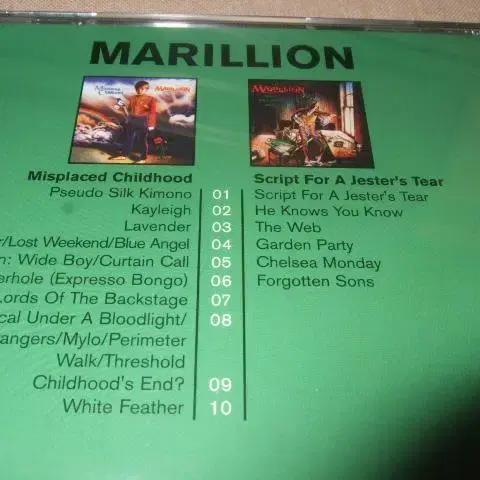 MARILLION
Misplaced Childhood
Pseudo Silk Kimono 01
Kayleigh 02
Lavender 03
/Lost Weekend/Blue Angel 04
: Wide Boy/Curtain Call 05
(Expresso Bongo) 06
Lords Of The Backstage 07
Under A Bloodlight/ 08
/Mylo/Perimeter
Walk/Threshold
Childhood's End? 09
White Feather 10
MARILLION
Script For A Jester's Tear
Script For A Jester's Tear
He Knows You Know
The Web
Garden Party
Chelsea Monday
Forgotten Sons